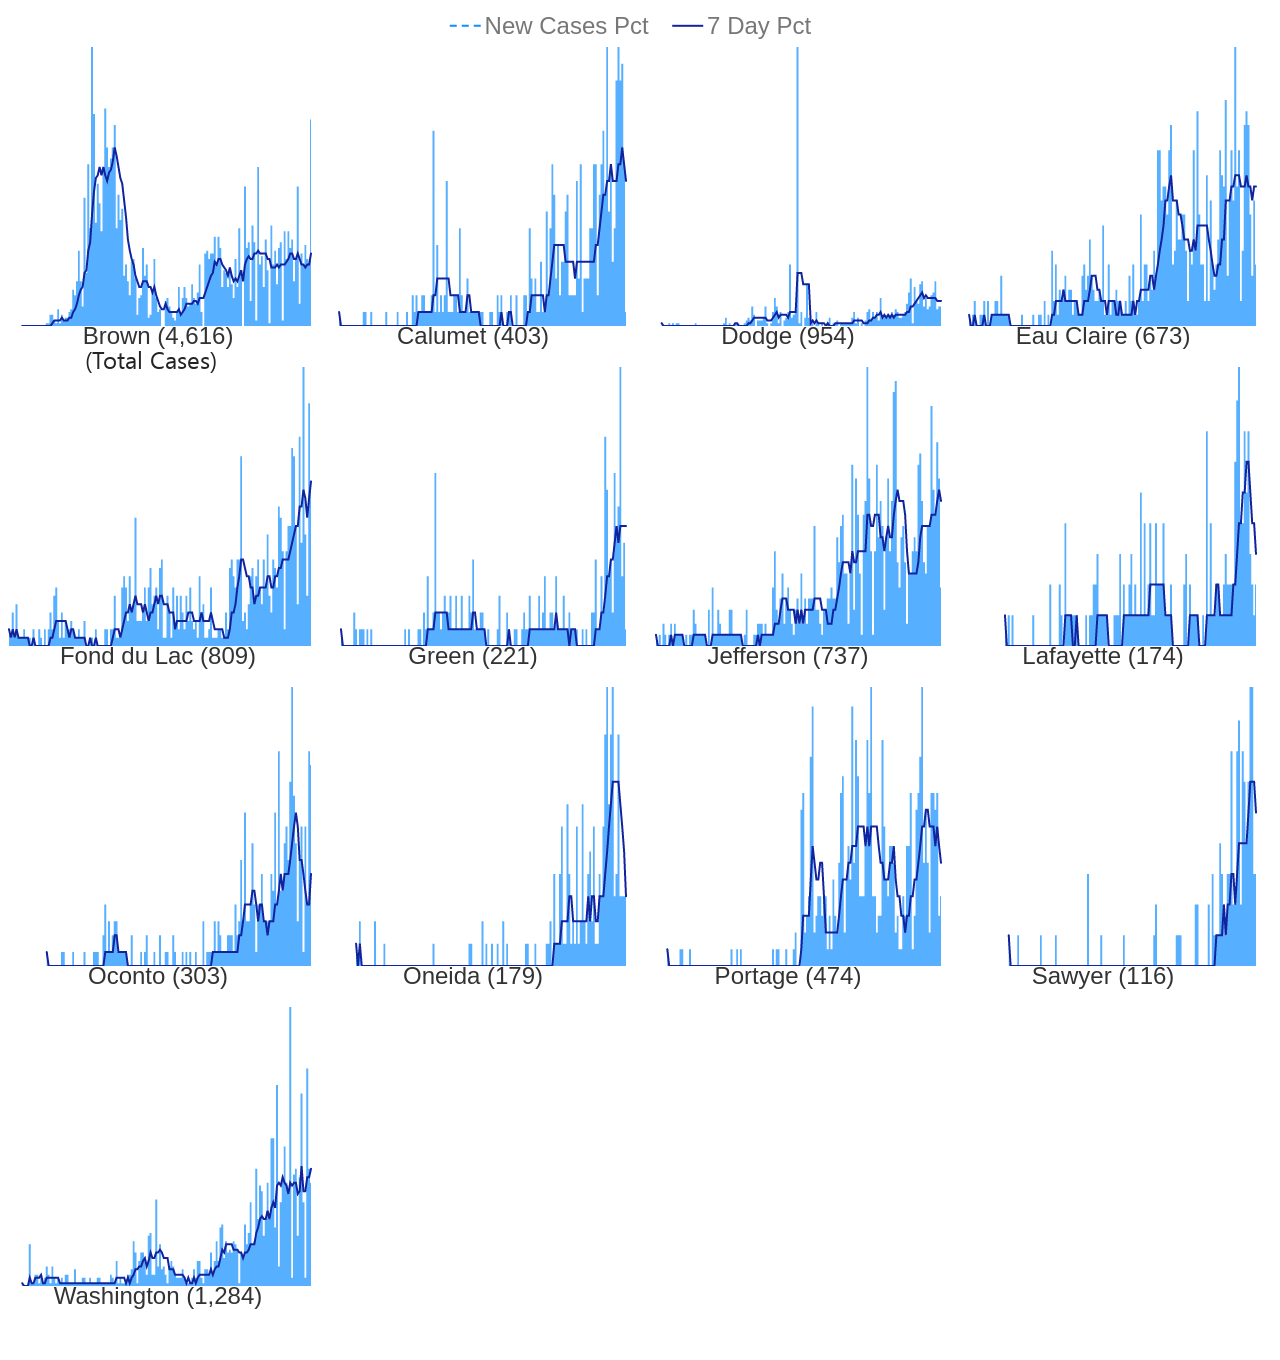 New Cases Pct 7 Day Pct
Brown (4,616)
(Total Cases)
Calumet (403)
Dodge (954)
Eau Claire (673)
Fond du Lac (809)
Green (221)
Jefferson (737)
Lafayette (174)
Oconto (303)
Oneida (179)
Portage (474)
Sawyer (116)
Washington (1,284)